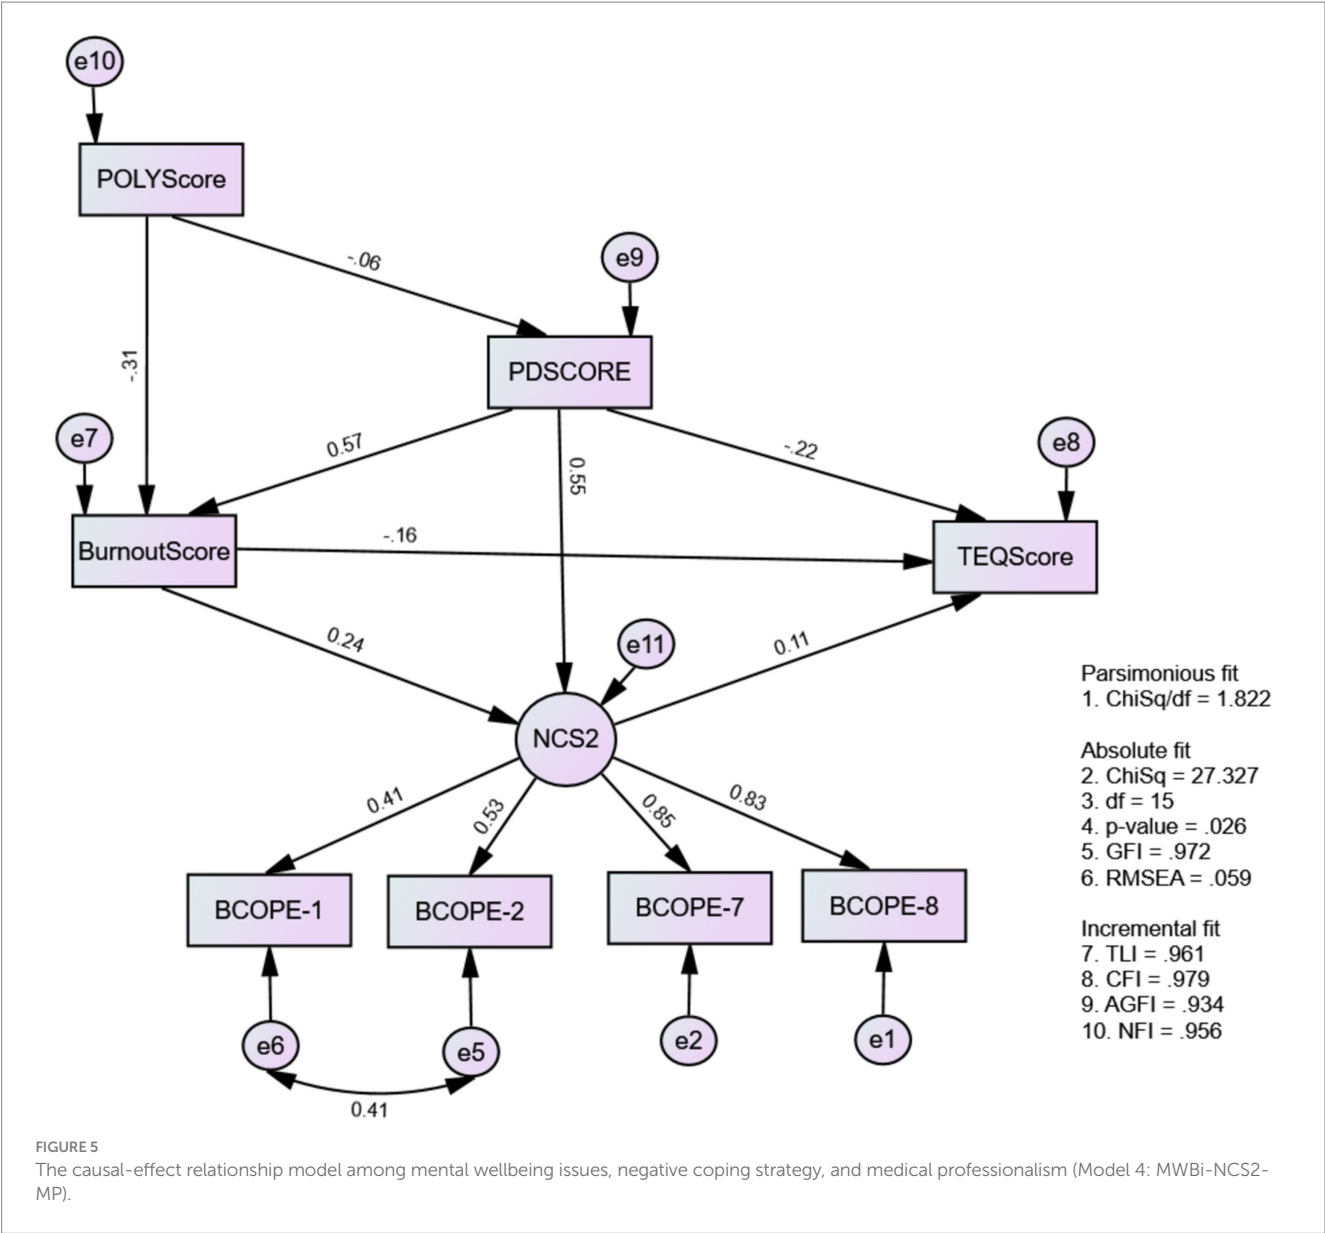 e10
POLYScore
-.06
e9
-.31
PDSCORE
e7
0.57
0.55
-.22
e8
BurnoutScore
-.16
TEQScore
0.24
e11
0.11
NCS2
Parsimonious fit
1. ChiSq/df = 1.822
Absolute fit
2. ChiSq = 27.327
3. df = 15
4. p-value = .026
5. GFI = .972
6. RMSEA = .059
Incremental fit
7. TLI = .961
8. CFI = .979
9. AGFI = .934
10. NFI = .956
0.41
0.53
0.85
0.83
BCOPE-1
BCOPE-2
BCOPE-7
BCOPE-8
e6
e5
e2
e1
0.41
FIGURE 5
The causal-effect relationship model among mental wellbeing issues, negative coping strategy, and medical professionalism (Model 4: MWBi-NCS2-
MP).